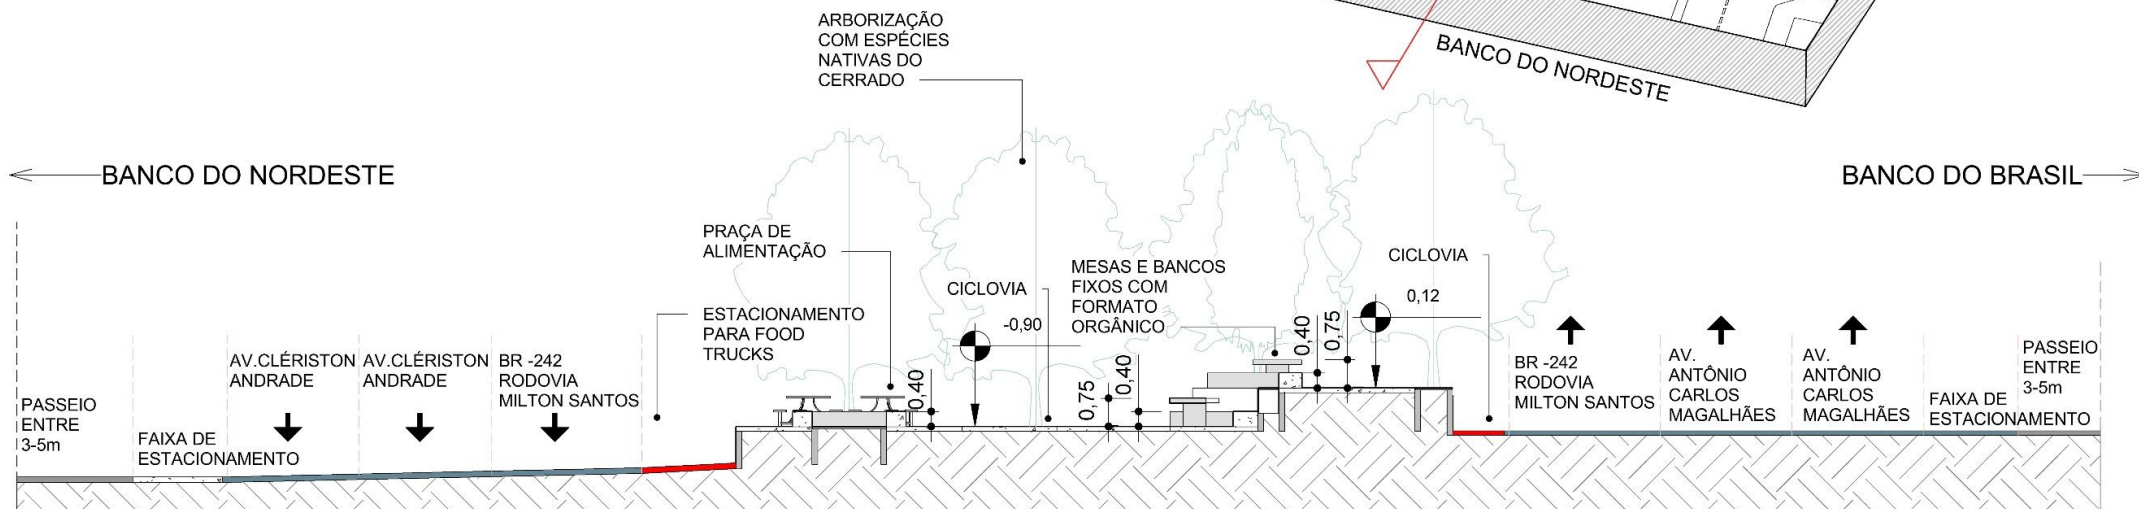 ARBORIZAÇÃO
COM ESPÉCIES
NATIVAS DO
CERRADO
BANCO DO NORDESTE
BANCO DO NORDESTE
BANCO DO BRASIL
PRAÇA DE
ALIMENTAÇÃO
ESTACIONAMENTO
PARA FOOD
TRUCKS
CICLOVIA
-0,90
MESAS E BANCOS
FIXOS COM
FORMATO
ORGÂNICO
CICLOVIA
0,12
0,40
0,75
0,40
0,40
0,75
PASSEIO
ENTRE
3-5m
FAIXA DE
ESTACIONAMENTO
AV.CLÉRISTON
ANDRADE
AV.CLÉRISTON
ANDRADE
BR -242
RODOVIA
MILTON SANTOS
BR -242
RODOVIA
MILTON SANTOS
AV.
ANTÔNIO
CARLOS
MAGALHÃES
AV.
ANTÔNIO
CARLOS
MAGALHÃES
FAIXA DE
ESTACIONAMENTO
PASSEIO
ENTRE
3-5m